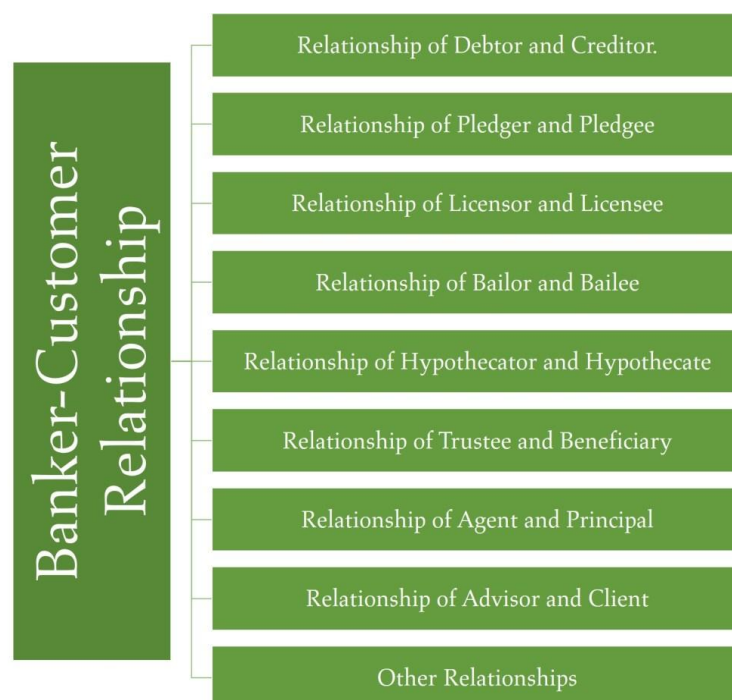 Banker-Customer
Relationship
Relationship of Debtor and Creditor.
Relationship of Pledger and Pledgee
Relationship of Licensor and Licensee
Relationship of Bailor and Bailee
Relationship of Hypothecator and Hypothecate
Relationship of Trustee and Beneficiary
Relationship of Agent and Principal
Relationship of Advisor and Client
Other Relationships